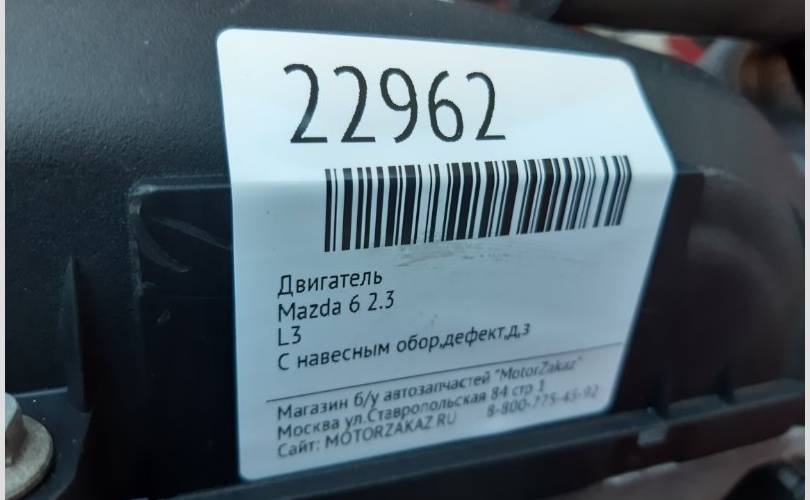 22962
Двигатель
Mazda 6 2.3
L3
С навесным обор,дефект,д,з
Магазин б/у автозапчастей "MotorZakaz"
Москва ул.Ставропольская 84 стр 1
Сайт: MOTORZAKAZ.RU 8-800-775-45-92